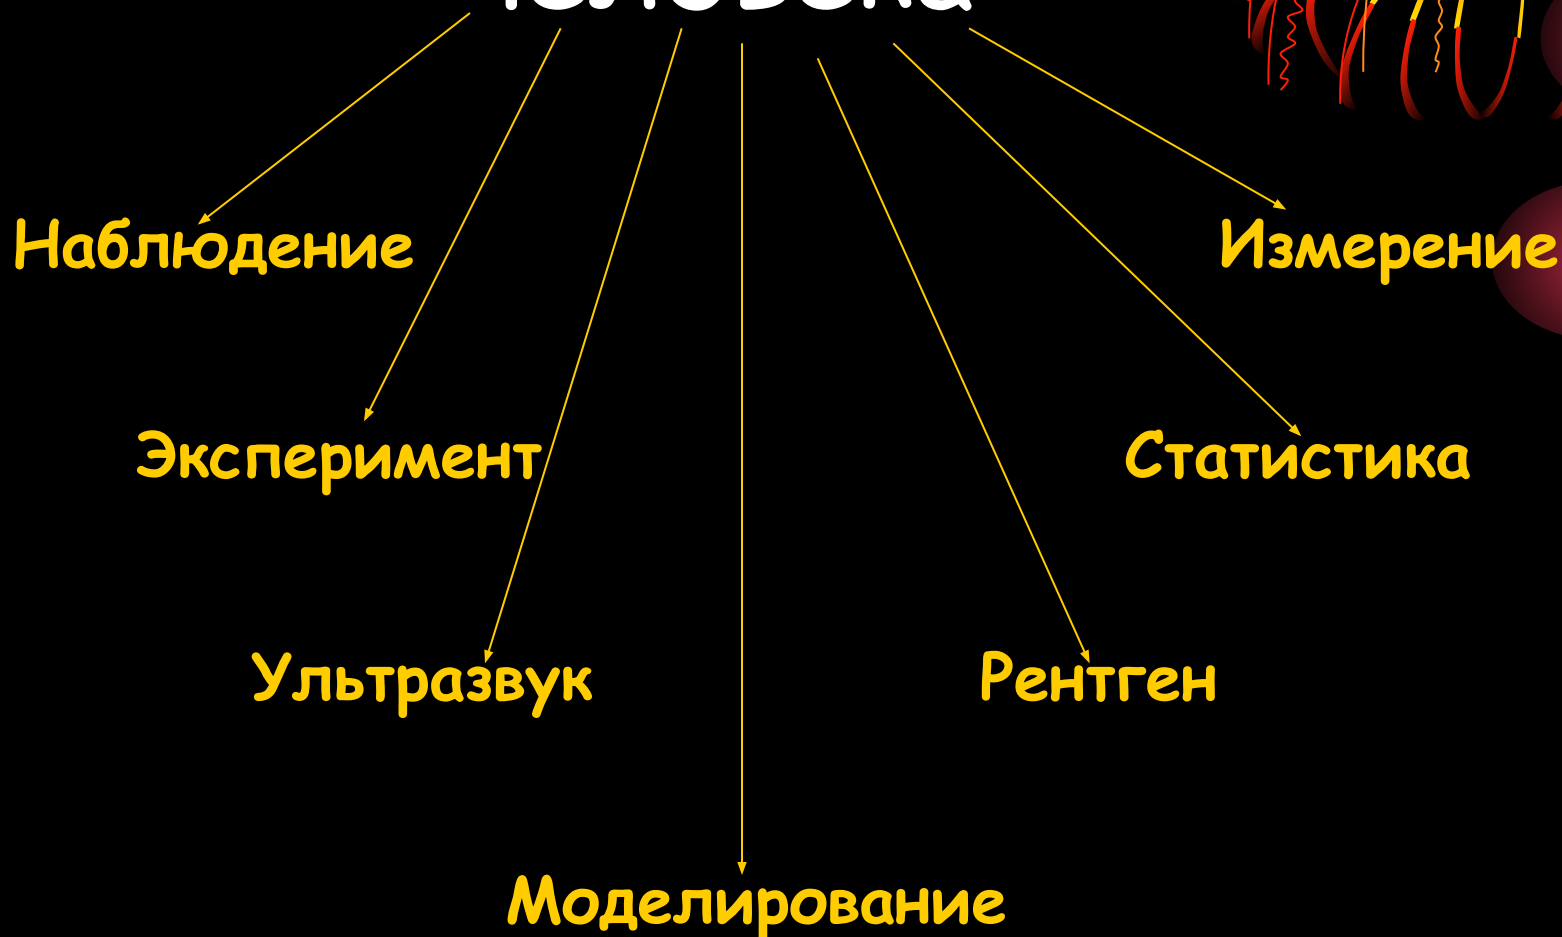 Наблюдение
Измерение
Эксперимент
Статистика
Ультразвук
Рентген
Моделирование